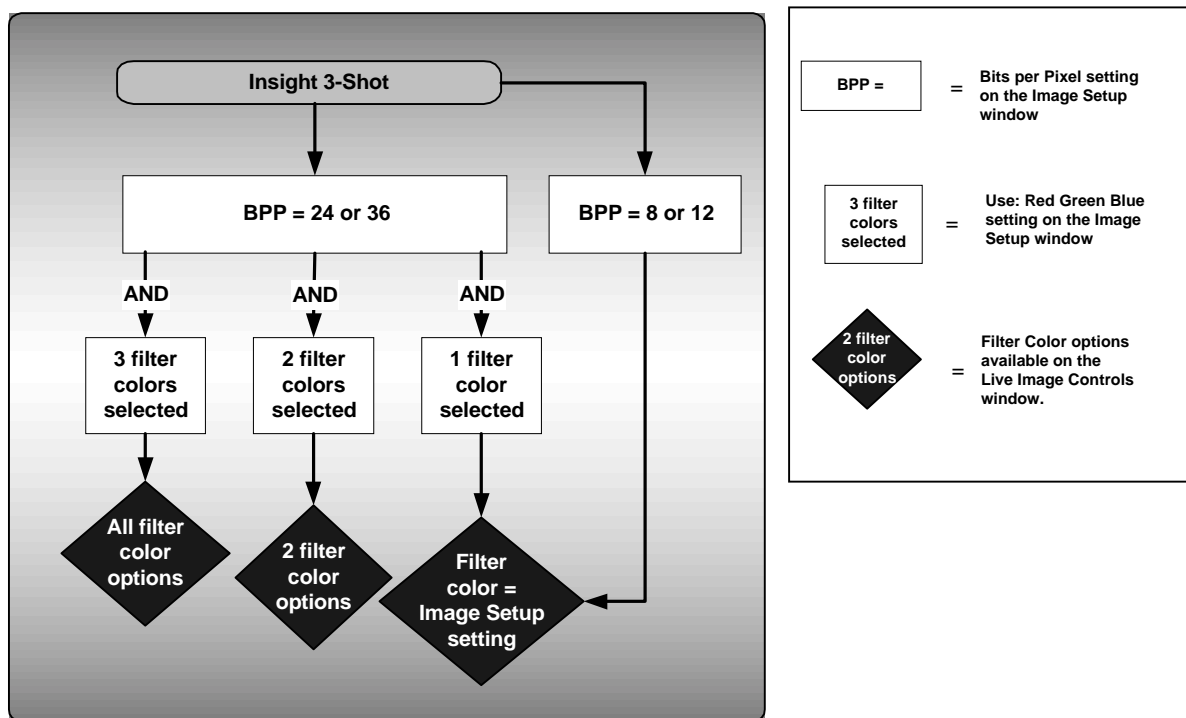 Insight 3-Shot
BPP = 24 or 36
BPP = 8 or 12
AND
AND
AND
3 filter
colors
selected
2 filter
colors
selected
1 filter
color
selected
All filter
color
options
2 filter
color
options
Filter
color =
Image Setup
setting
BPP =
=
Bits per Pixel setting
on the Image Setup
window
3 filter
colors
selected
=
Use: Red Green Blue
setting on the Image
Setup window
2 filter
color
options
=
Filter Color options
available on the
Live Image Controls
window.